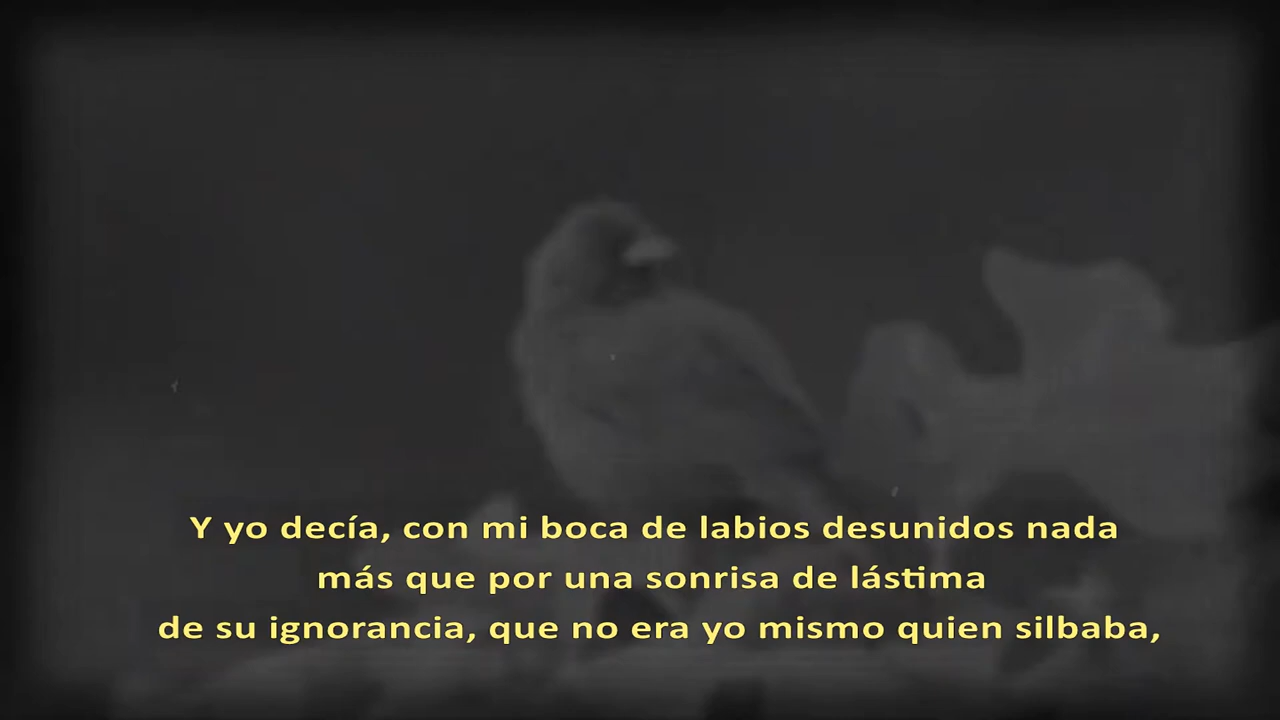 Y yo decía, con mi boca de labios desunidos nada
más que por una sonrisa de lástima
de su ignorancia, que no era yo mismo quien silbaba,